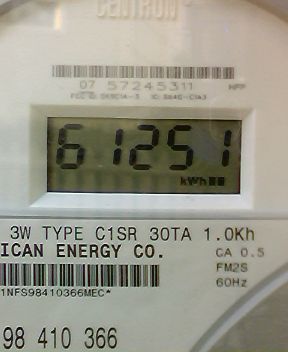 CENTRON®
07 57245311
61251
kWh
3W TYPE C1SR 30TA 1.0Kh
ICAN ENERGY CO.
CA 0.5
FM2S
60Hz
1NFS98410366MEC*
98 410 366